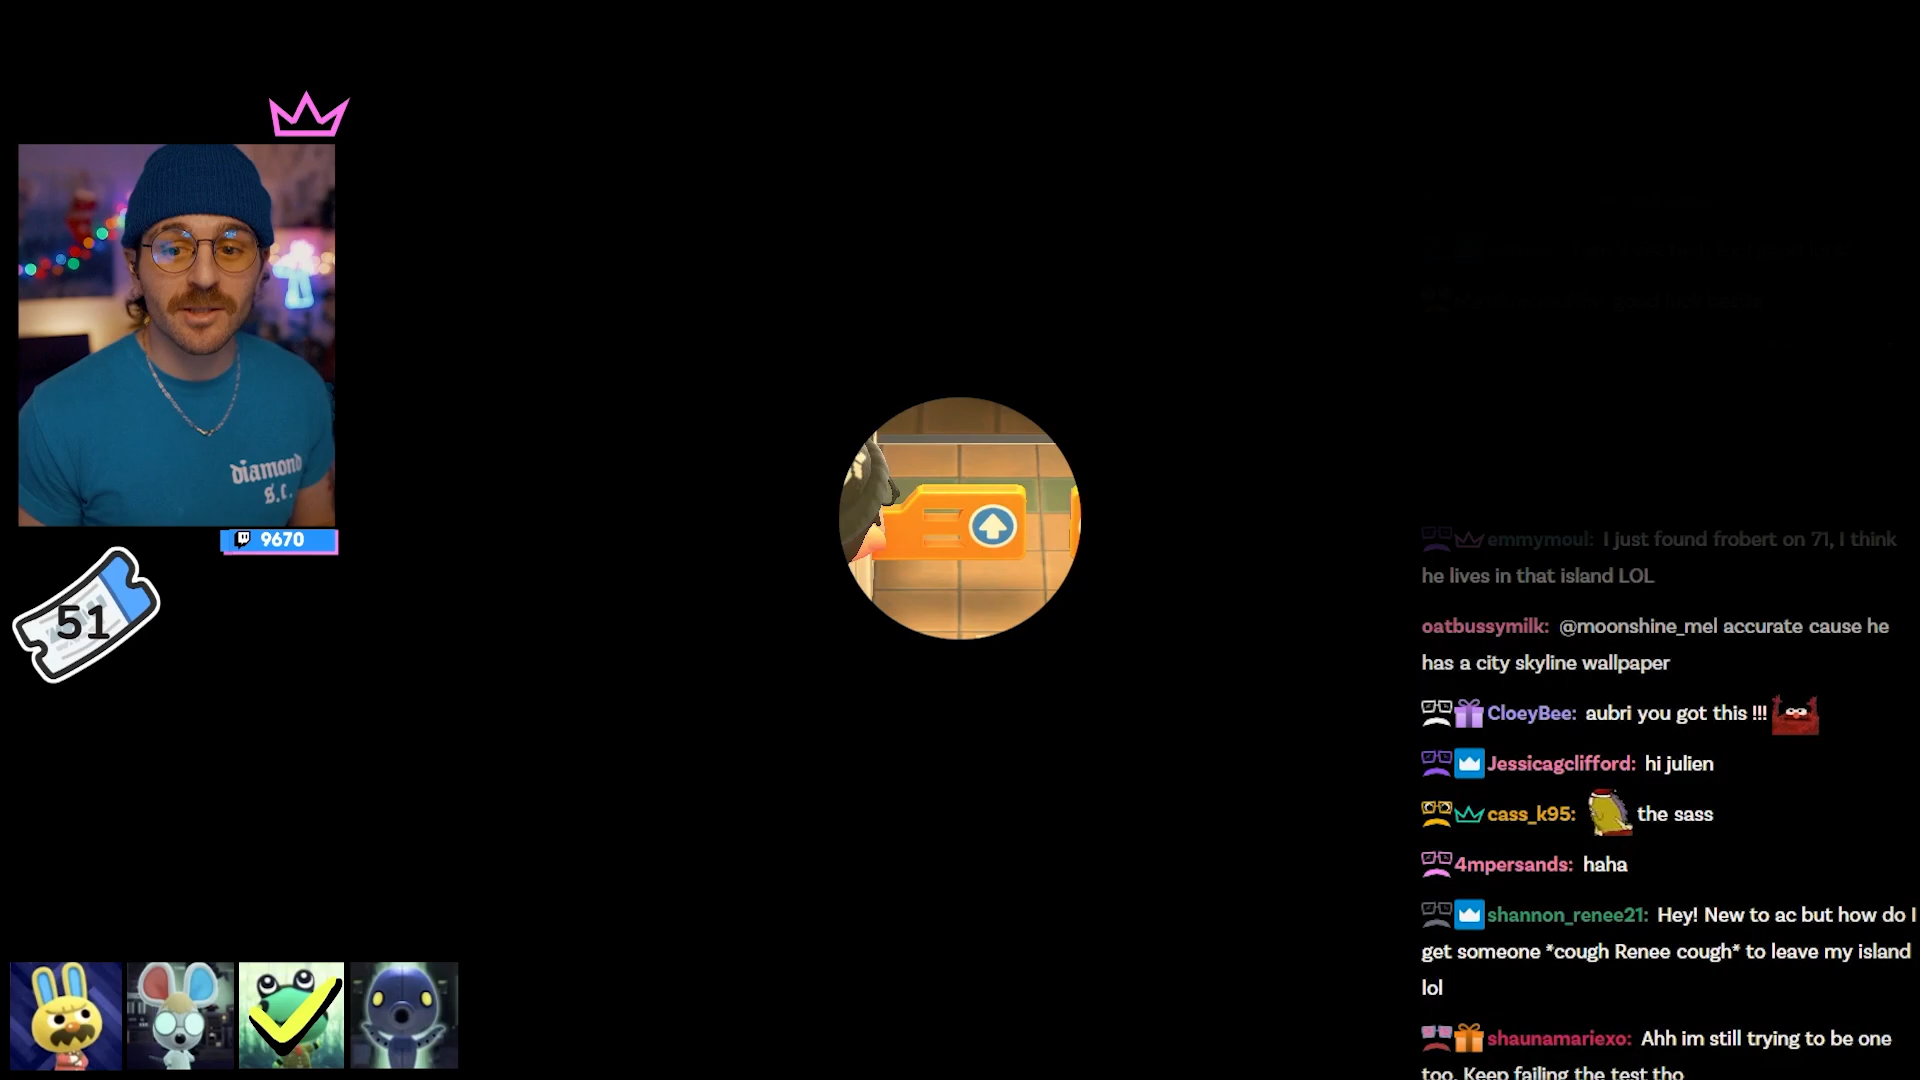 diamond
s.c.
9670
51
emmymoul: I just found frobert on 71, I think
he lives in that island LOL
oatbussymilk: @moonshine_mel accurate cause he
has a city skyline wallpaper
CloeyBee: aubri you got this !!!
Jessicagclifford: hi julien
cass_k95: the sass
4mpersands: haha
shannon_renee21: Hey! New to ac but how do I
get someone *cough Renee cough* to leave my island
lol
shaunamariexo: Ahh im still trying to be one
too. Keep failing the test tho